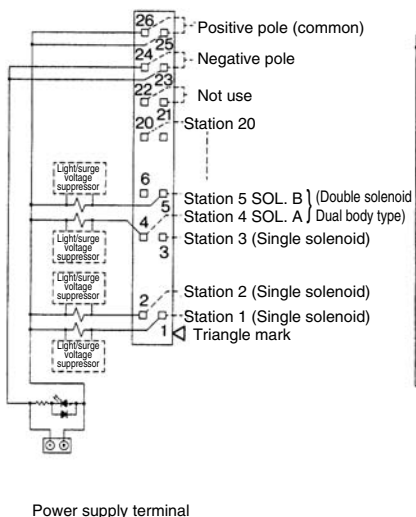 26
Positive pole (common)
25
24
Negative pole
23
22
Not use
21
20
Station 20
Light/surge
voltage
suppressor
6
Station 5 SOL. B
(Double solenoid
5
Station 4 SOL. A
Dual body type)
4
Station 3 (Single solenoid)
Light/surge
voltage
suppressor
3
Light/surge
voltage
suppressor
Station 2 (Single solenoid)
2
Station 1 (Single solenoid)
1
Triangle mark
Light/surge
voltage
suppressor
Power supply terminal